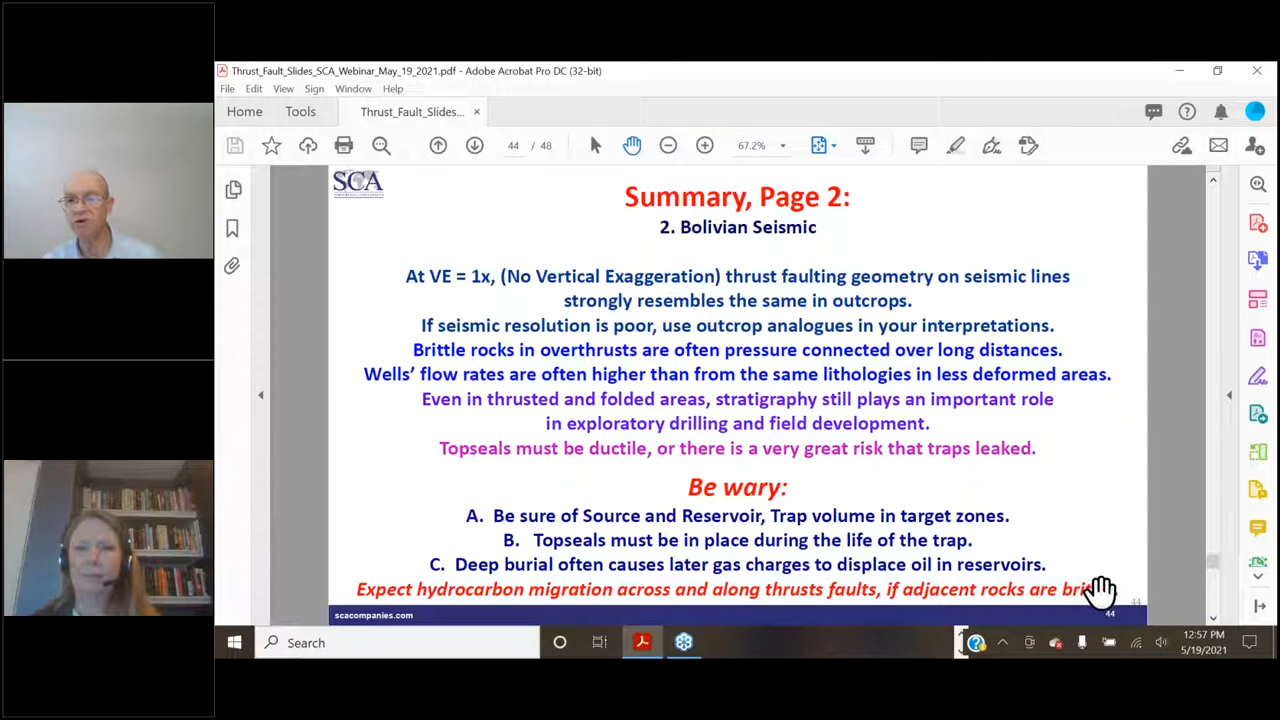 Thrust_Fault_Slides_SCA_Webinar_May_19_2021.pdf - Adobe Acrobat Pro DC (32-bit)
File Edit View Sign Window Help
Home Tools Thrust_Fault_Slides... ×
44 / 48 67.2%
SCA
Summary, Page 2:
2. Bolivian Seismic
At VE = 1x, (No Vertical Exaggeration) thrust faulting geometry on seismic lines
strongly resembles the same in outcrops.
If seismic resolution is poor, use outcrop analogues in your interpretations.
Brittle rocks in overthrusts are often pressure connected over long distances.
Wells’ flow rates are often higher than from the same lithologies in less deformed areas.
Even in thrusted and folded areas, stratigraphy still plays an important role
in exploratory drilling and field development.
Topseals must be ductile, or there is a very great risk that traps leaked.
Be wary:
A. Be sure of Source and Reservoir, Trap volume in target zones.
B. Topseals must be in place during the life of the trap.
C. Deep burial often causes later gas charges to displace oil in reservoirs.
Expect hydrocarbon migration across and along thrusts faults, if adjacent rocks are
44
scacompanies.com 44
Search
12:57 PM
5/19/2021